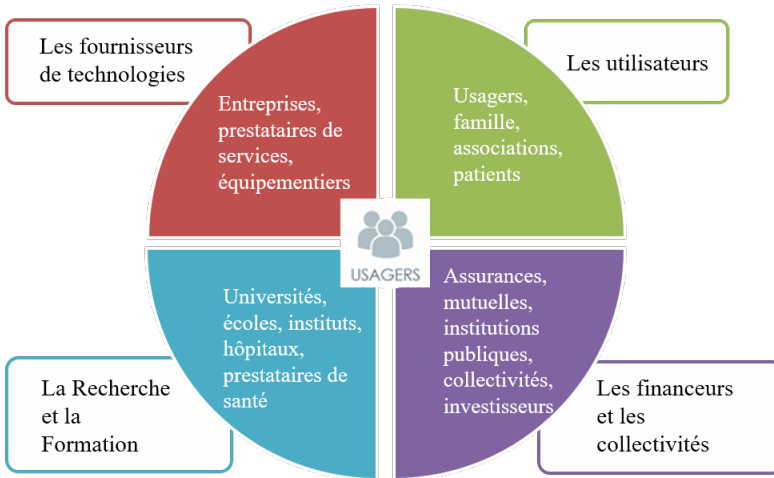 Les fournisseurs
de technologies
Entreprises,
prestataires de
services,
équipementiers
Les utilisateurs
Usagers,
famille,
associations,
patients
USAGERS
Universités,
écoles, instituts,
hôpitaux,
prestataires de
santé
La Recherche
et la
Formation
Assurances,
mutuelles,
institutions
publiques,
collectivités,
investisseurs
Les financeurs
et les
collectivités